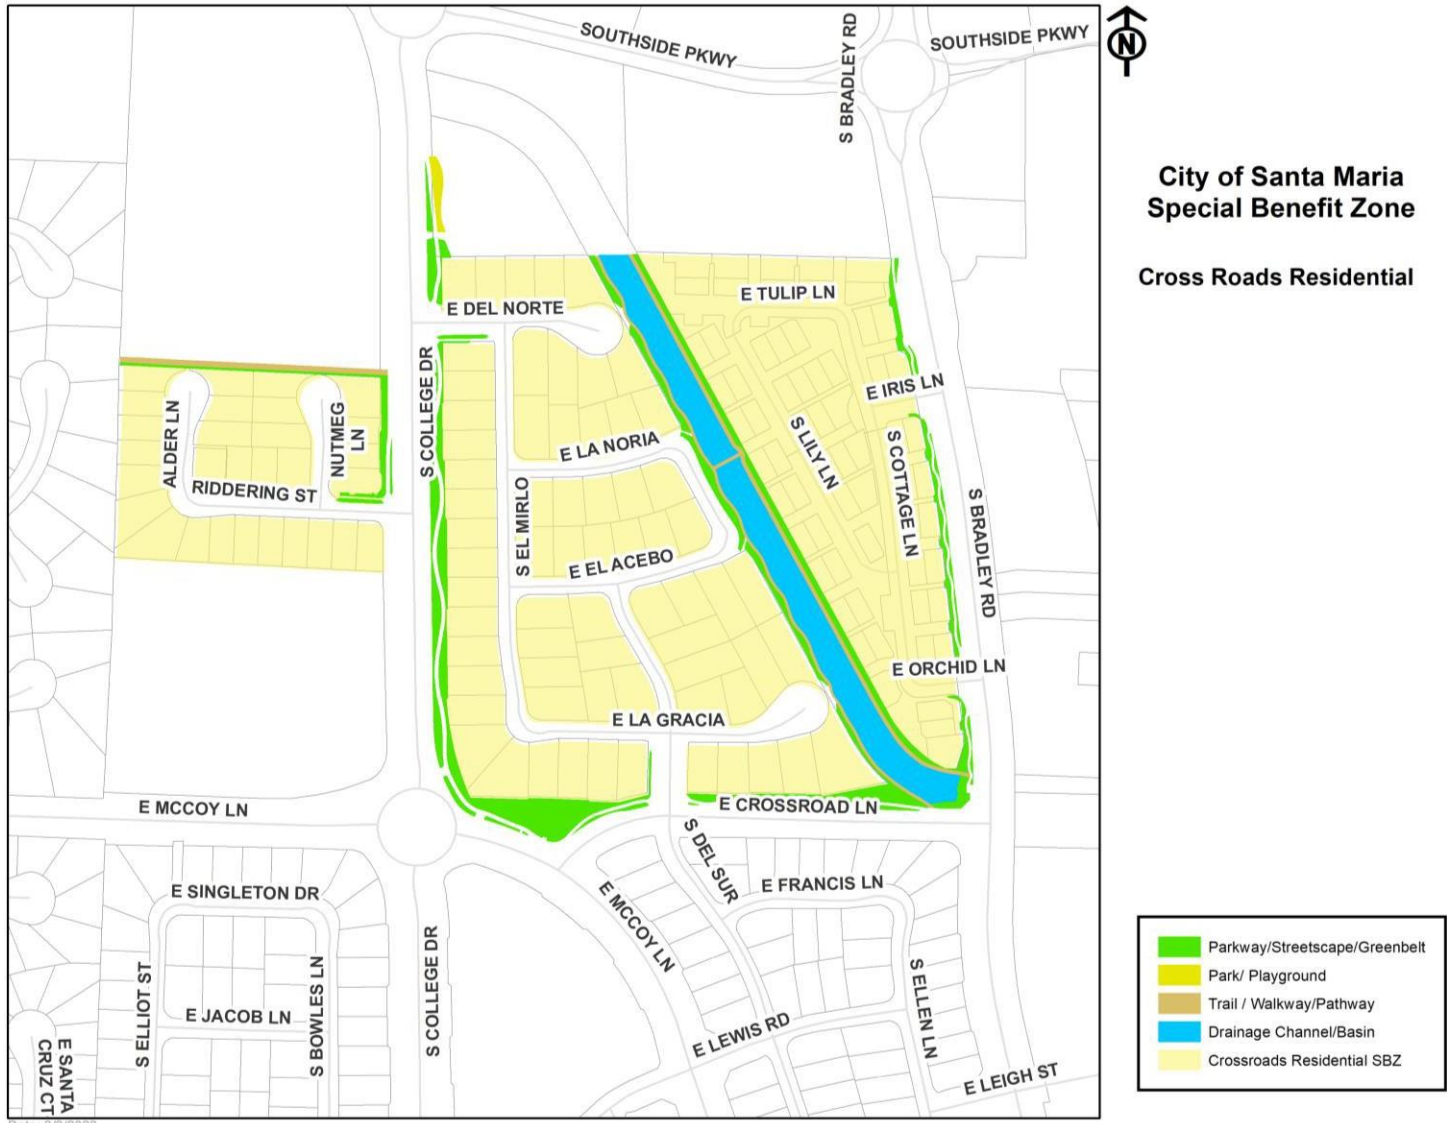 SOUTHSIDE PKWY
S BRADLEY RD
SOUTHSIDE PKWY
N
City of Santa Maria
Special Benefit Zone
Cross Roads Residential
E TULIP LN
E DEL NORTE
S COLLEGE DR
E IRIS LN
ALDER LN
NUTMEG
LN
E LA NORIA
S LILY LN
S COTTAGE LN
RIDDERING ST
S EL MIRLO
S BRADLEY RD
E EL ACEBO
E ORCHID LN
E LA GRACIA
E MCCOY LN
E CROSSROAD LN
S DEL SUR
E SINGLETON DR
E FRANCIS LN
E MCCOY LN
S COLLEGE DR
S ELLIOT ST
S BOWLES LN
S ELLEN LN
E JACOB LN
E LEWIS RD
E SANTA
CRUZ CT
E LEIGH ST
Parkway/Streetscape/Greenbelt
Park/ Playground
Trail / Walkway/Pathway
Drainage Channel/Basin
Crossroads Residential SBZ